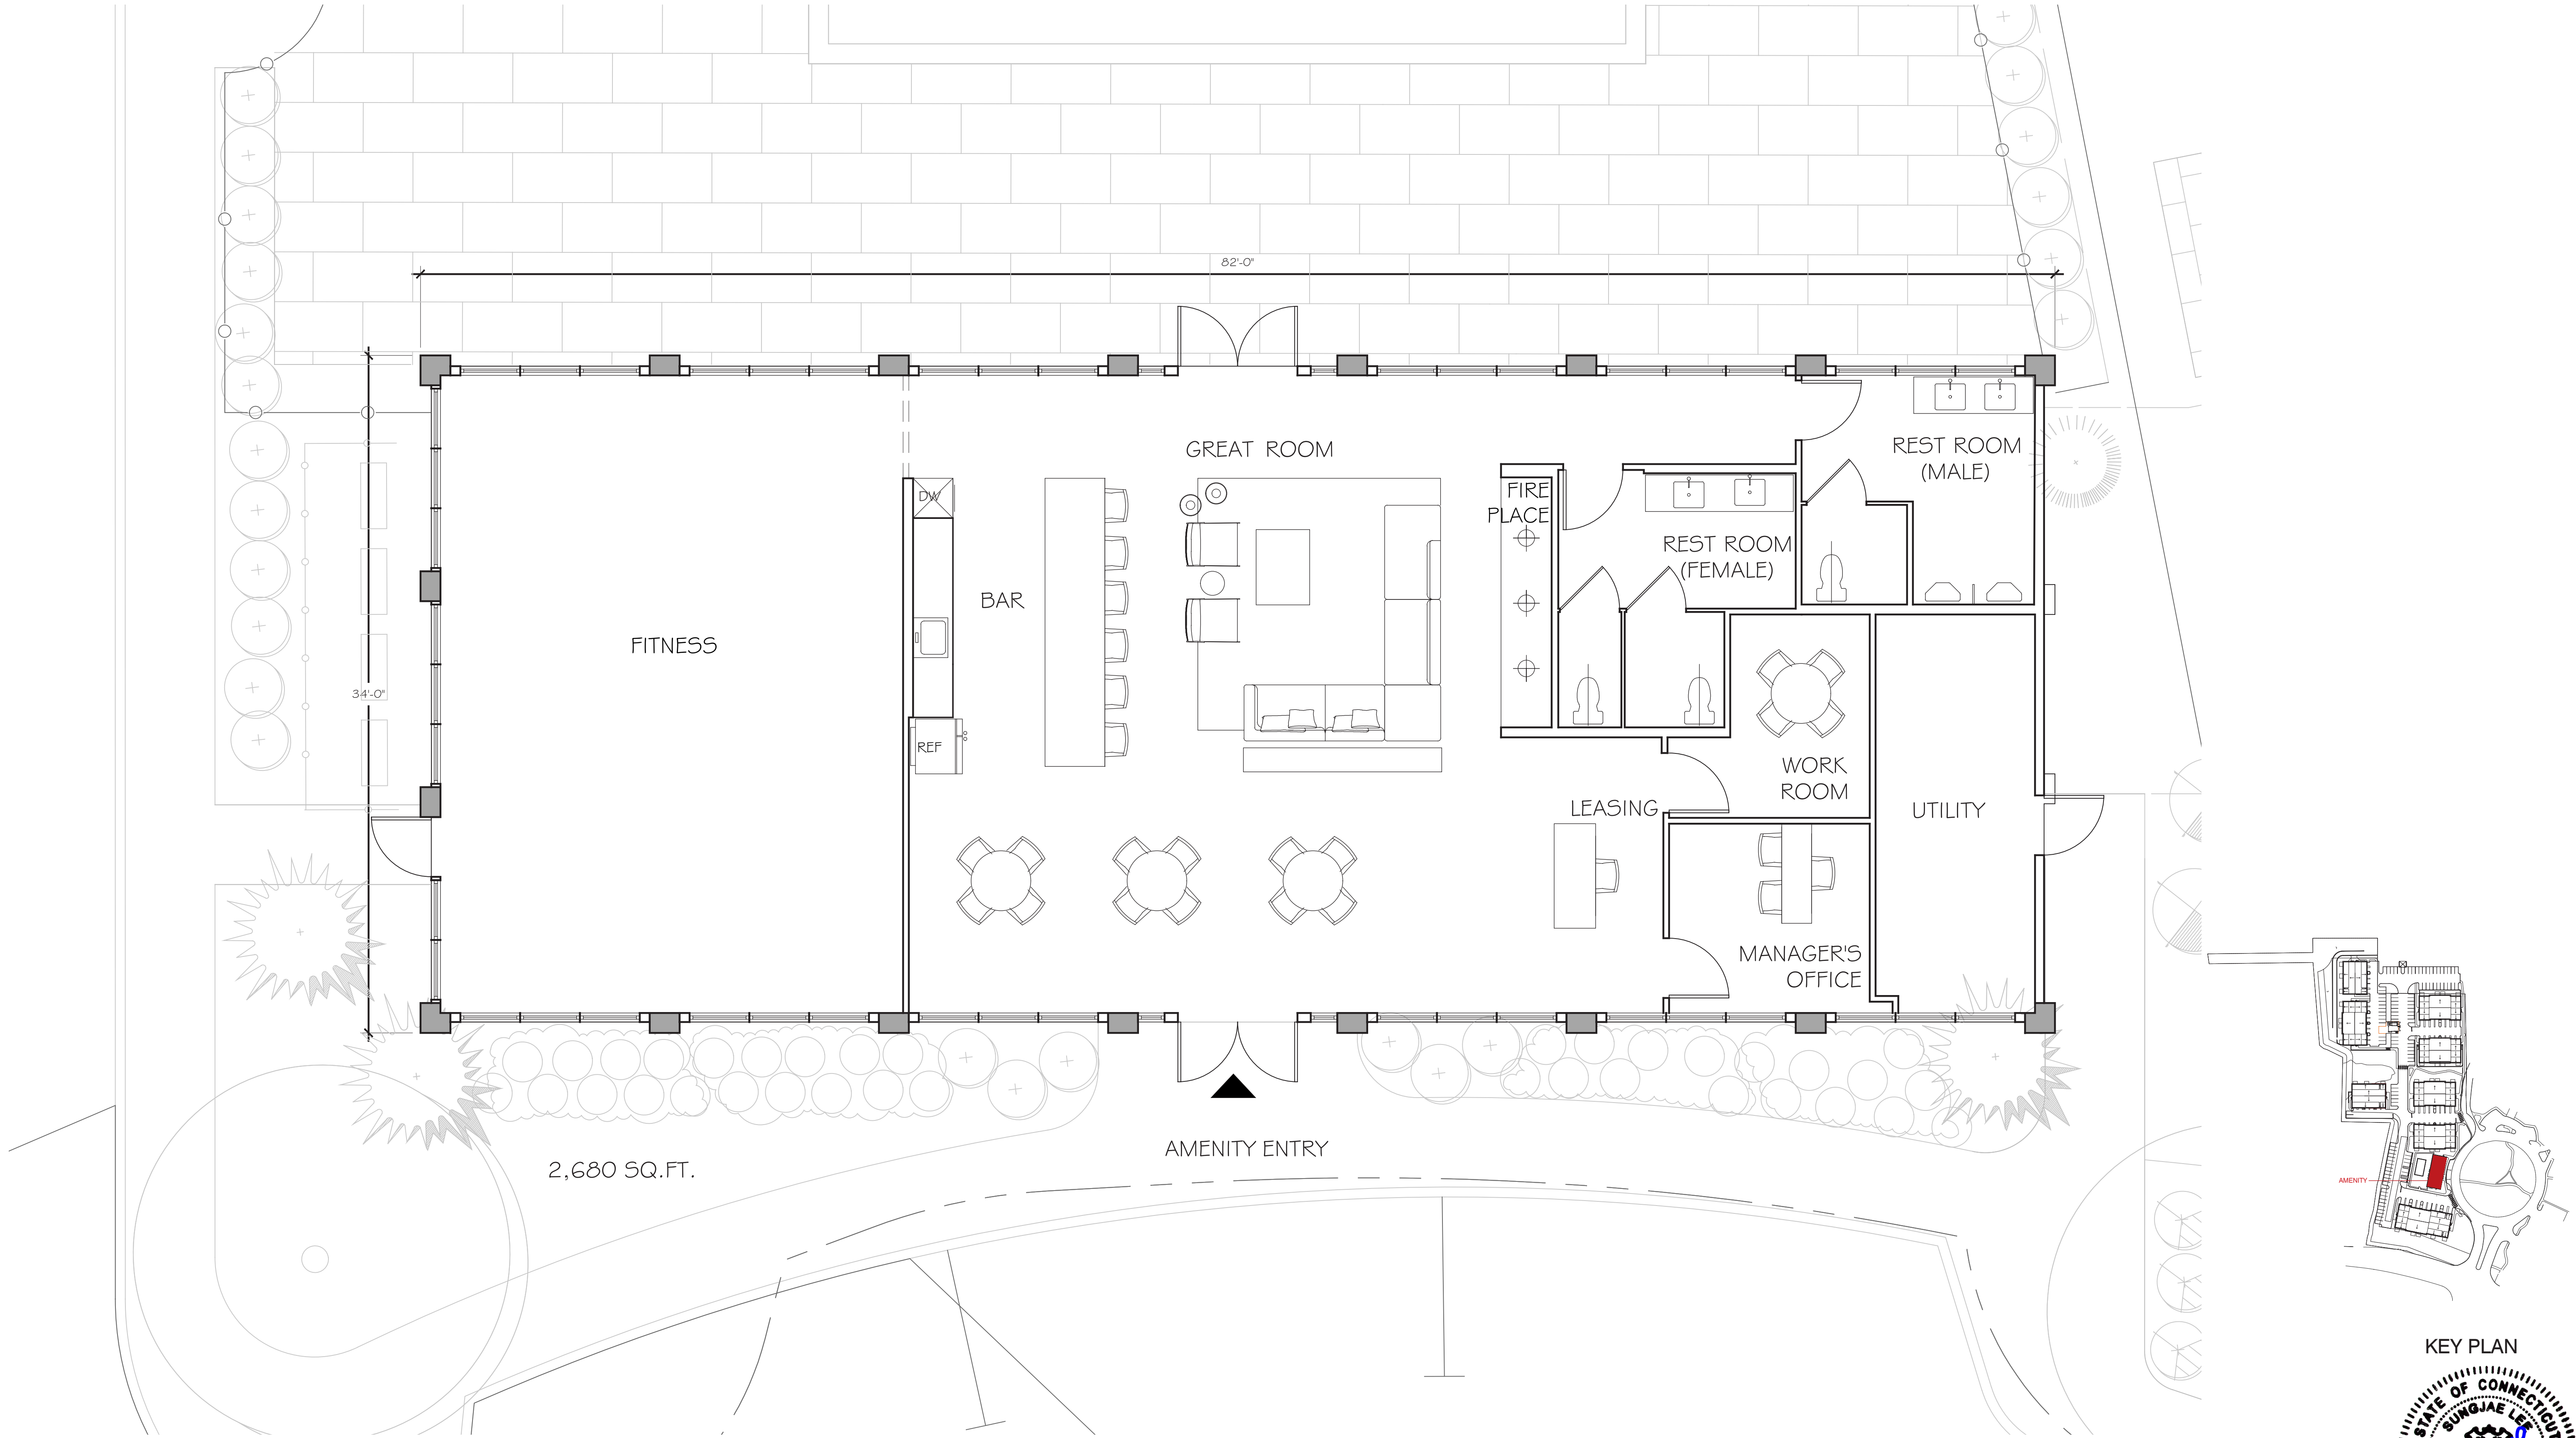 82'-0"
GREAT ROOM
REST ROOM
(MALE)
DW
FIRE
PLACE
REST ROOM
(FEMALE)
BAR
FITNESS
34'-0"
REF
WORK
ROOM
LEASING
UTILITY
MANAGER'S
OFFICE
AMENITY ENTRY
2,680 SQ.FT.
AMENITY
KEY PLAN
STATE OF CONNECTICUT
SUNGJAE LEE